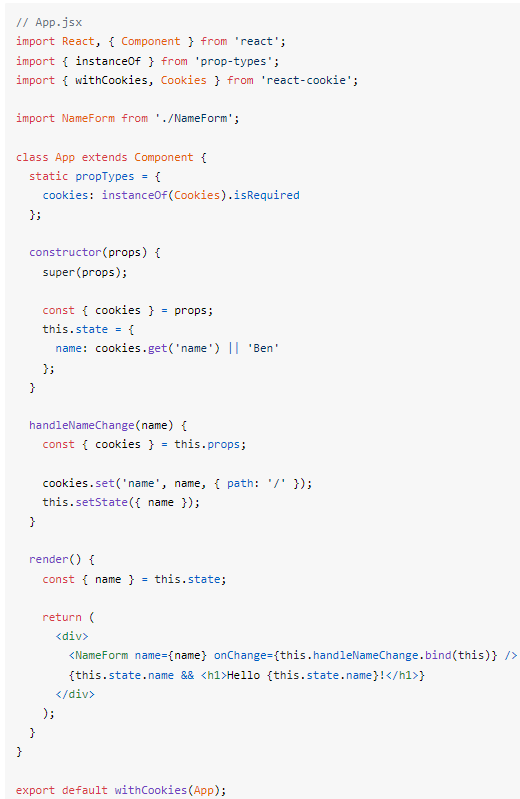 // App.jsx
import React, { Component } from 'react';
import { instanceOf } from 'prop-types';
import { withCookies, Cookies } from 'react-cookie';

import NameForm from './NameForm';

class App extends Component {
  static propTypes = {
    cookies: instanceOf(Cookies).isRequired
  };

  constructor(props) {
    super(props);

    const { cookies } = props;
    this.state = {
      name: cookies.get('name') || 'Ben'
    };
  }

  handleNameChange(name) {
    const { cookies } = this.props;

    cookies.set('name', name, { path: '/' });
    this.setState({ name });
  }

  render() {
    const { name } = this.state;

    return (
      <div>
        <NameForm name={name} onChange={this.handleNameChange.bind(this)} />
        {this.state.name && <h1>Hello {this.state.name}!</h1>}
      </div>
    );
  }
}

export default withCookies(App);